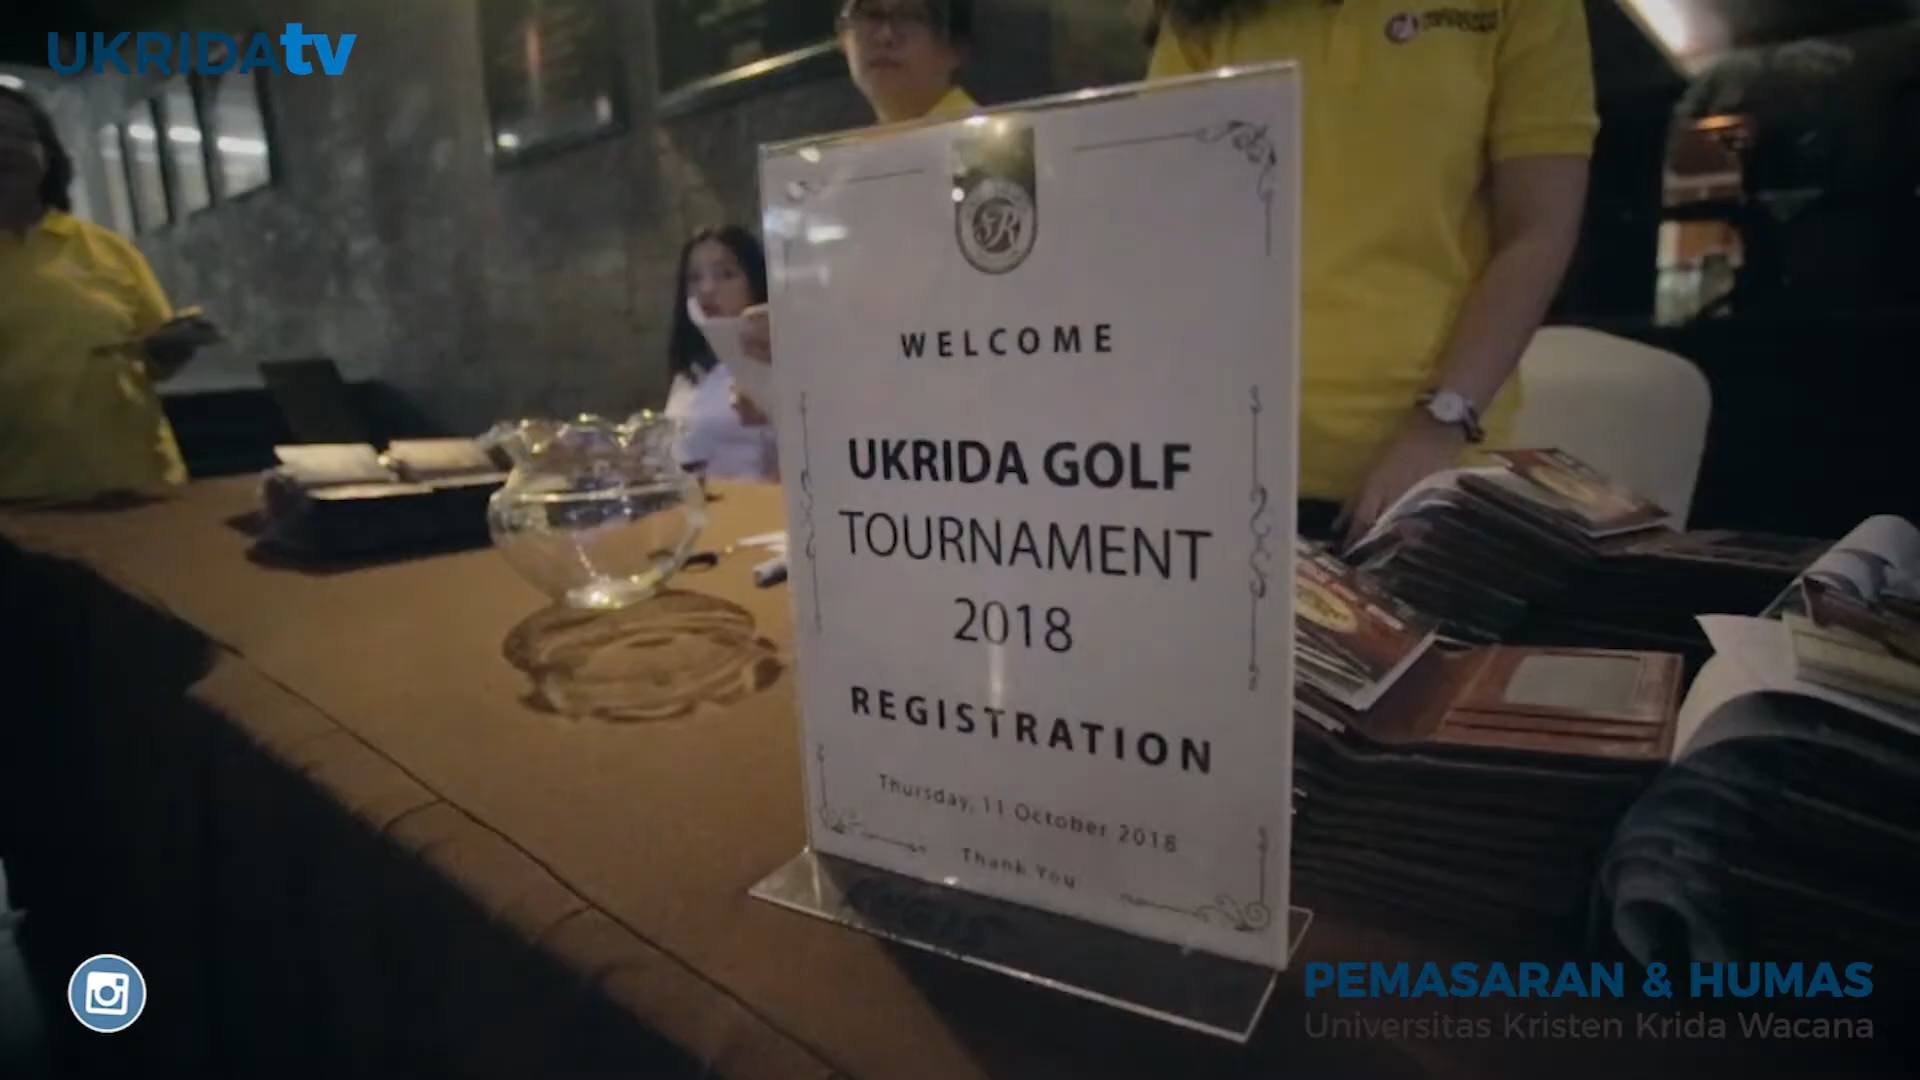 UKRIDAtv
WELCOME
UKRIDA GOLF
TOURNAMENT
2018
REGISTRATION
Thursday, 11 October 2018
Thank You
PEMASARAN & HUMAS
Universitas Kristen Krida Wacana